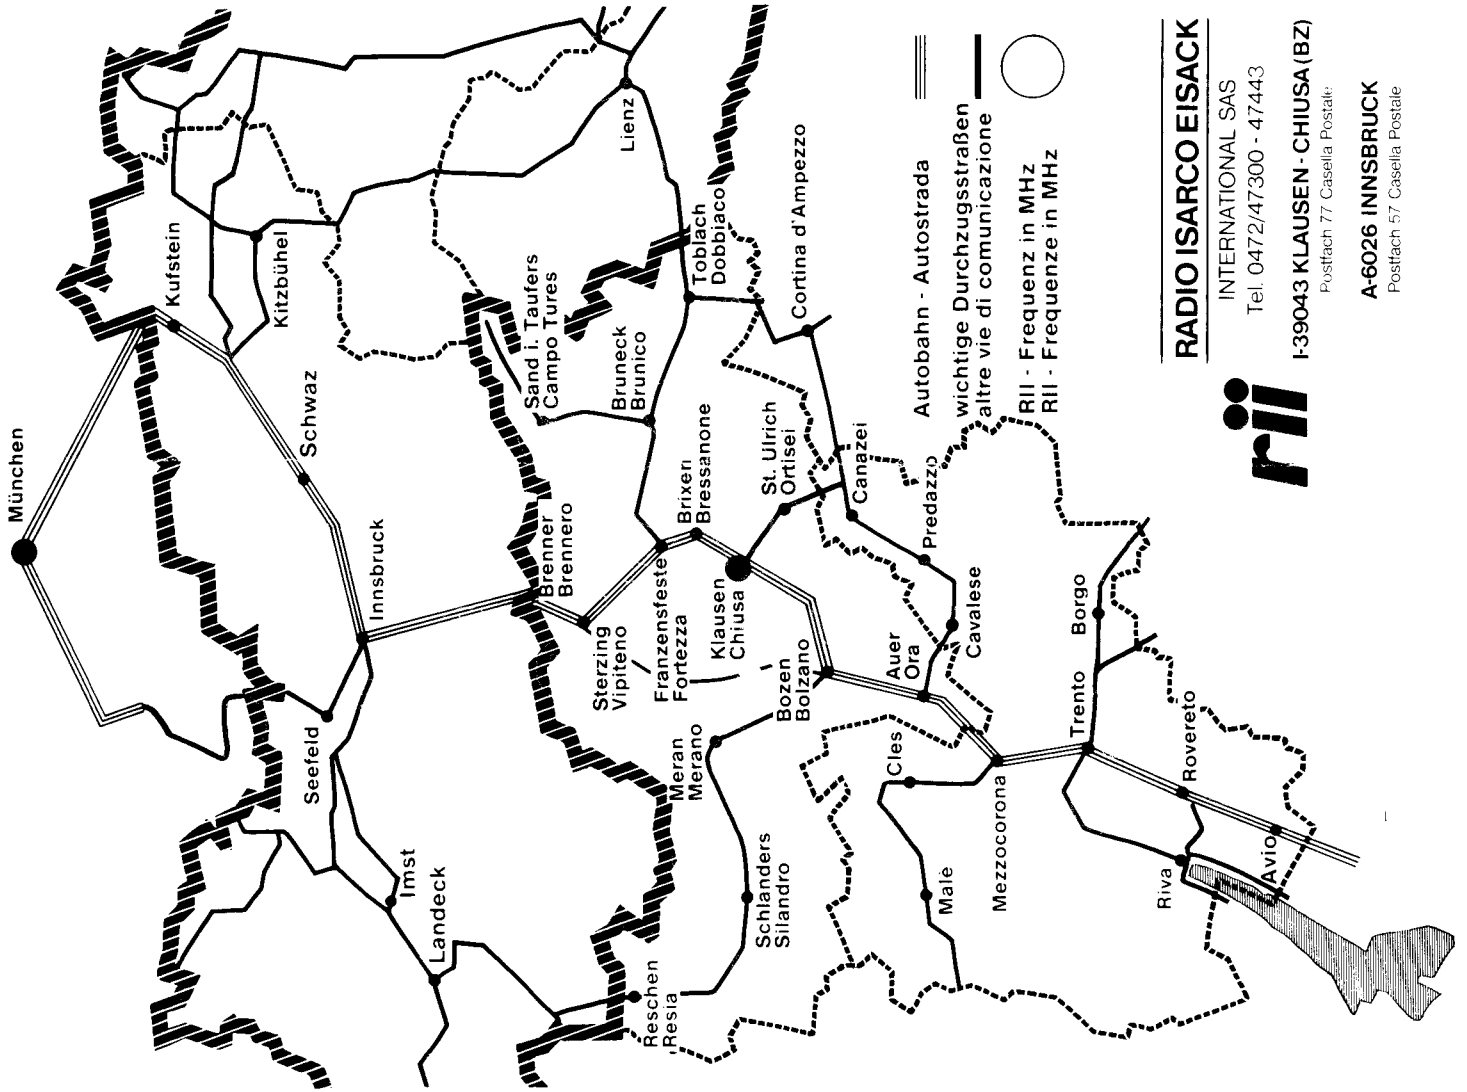 München
Kufstein
Kitzbühel
Schwaz
Innsbruck
Seefeld
Imst
Landeck
Lienz
Sand i. Taufers
Campo Tures
Bruneck
Brunico
Toblach
Dobbiaco
Cortina d'Ampezzo
Brenner
Brennero
Sterzing
Vipiteno
Franzensfeste
Fortezza
Brixen
Bressanone
Klausen
Chiusa
St. Ulrich
Ortisei
Canazei
Predazzo
Cavalese
Bozen
Bolzano
Auer
Ora
Meran
Merano
Schlanders
Silandro
Reschen
Resia
Cles
Malè
Mezzocorona
Trento
Borgo
Rovereto
Riva
Avio
Autobahn - Autostrada
wichtige Durchzugsstraßen
altre vie di comunicazione
RII - Frequenz in MHz
RII - Frequenze in MHz
rii
RADIO ISARCO EISACK
INTERNATIONAL SAS
Tel. 0472/47300 - 47443
I-39043 KLAUSEN - CHIUSA (BZ)
Postfach 77 Casella Postale
A-6026 INNSBRUCK
Postfach 57 Casella Postale